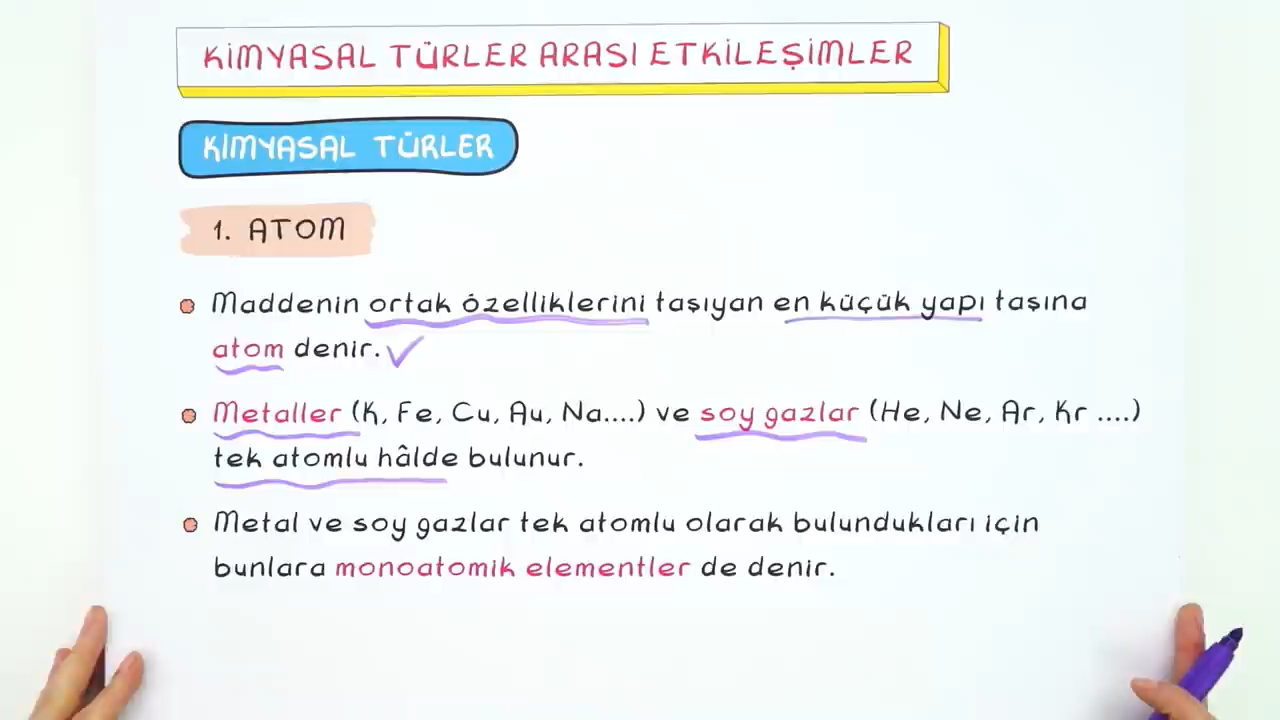 KİMYASAL TÜRLER ARASI ETKİLEŞİMLER
KİMYASAL TÜRLER
1. ATOM
Maddenin ortak özelliklerini taşıyan en küçük yapı taşına
atom denir.
Metaller (K, Fe, Cu, Au, Na....) ve soy gazlar (He, Ne, Ar, Kr ....)
tek atomlu hâlde bulunur.
Metal ve soy gazlar tek atomlu olarak bulundukları için
bunlara monoatomik elementler de denir.